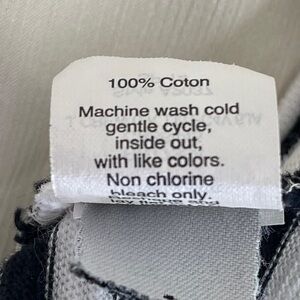 100% Coton
Machine wash cold
gentle cycle,
inside out,
with like colors.
Non chlorine
bleach only.